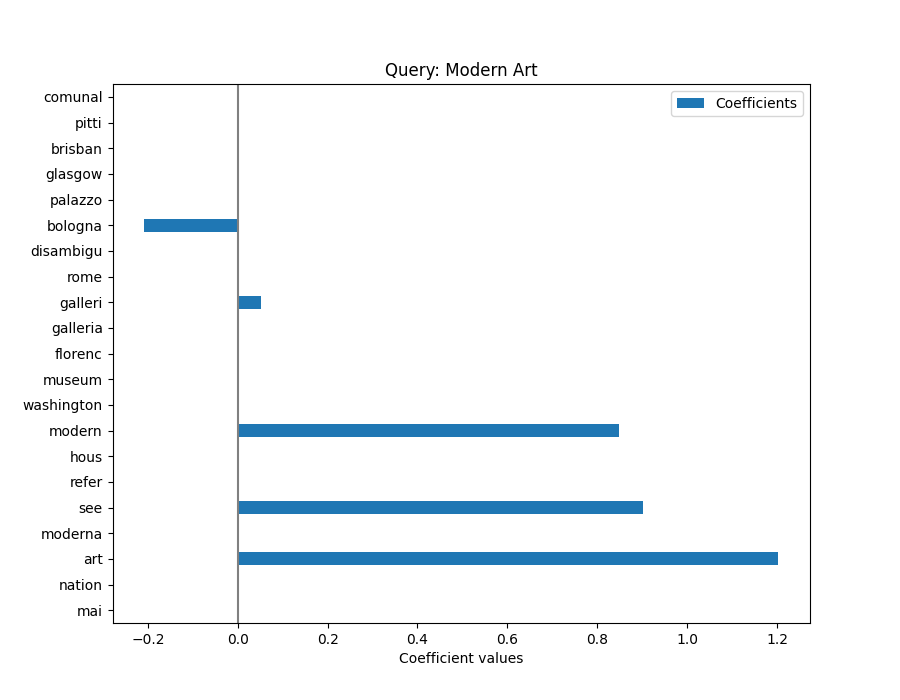 Query: Modern Art
Coefficients
comunal
pitti
brisban
glasgow
palazzo
bologna
disambigu
rome
galleri
galleria
florenc
museum
washington
modern
hous
refer
see
moderna
art
nation
mai
−0.2 0.0 0.2 0.4 0.6 0.8 1.0 1.2
Coefficient values